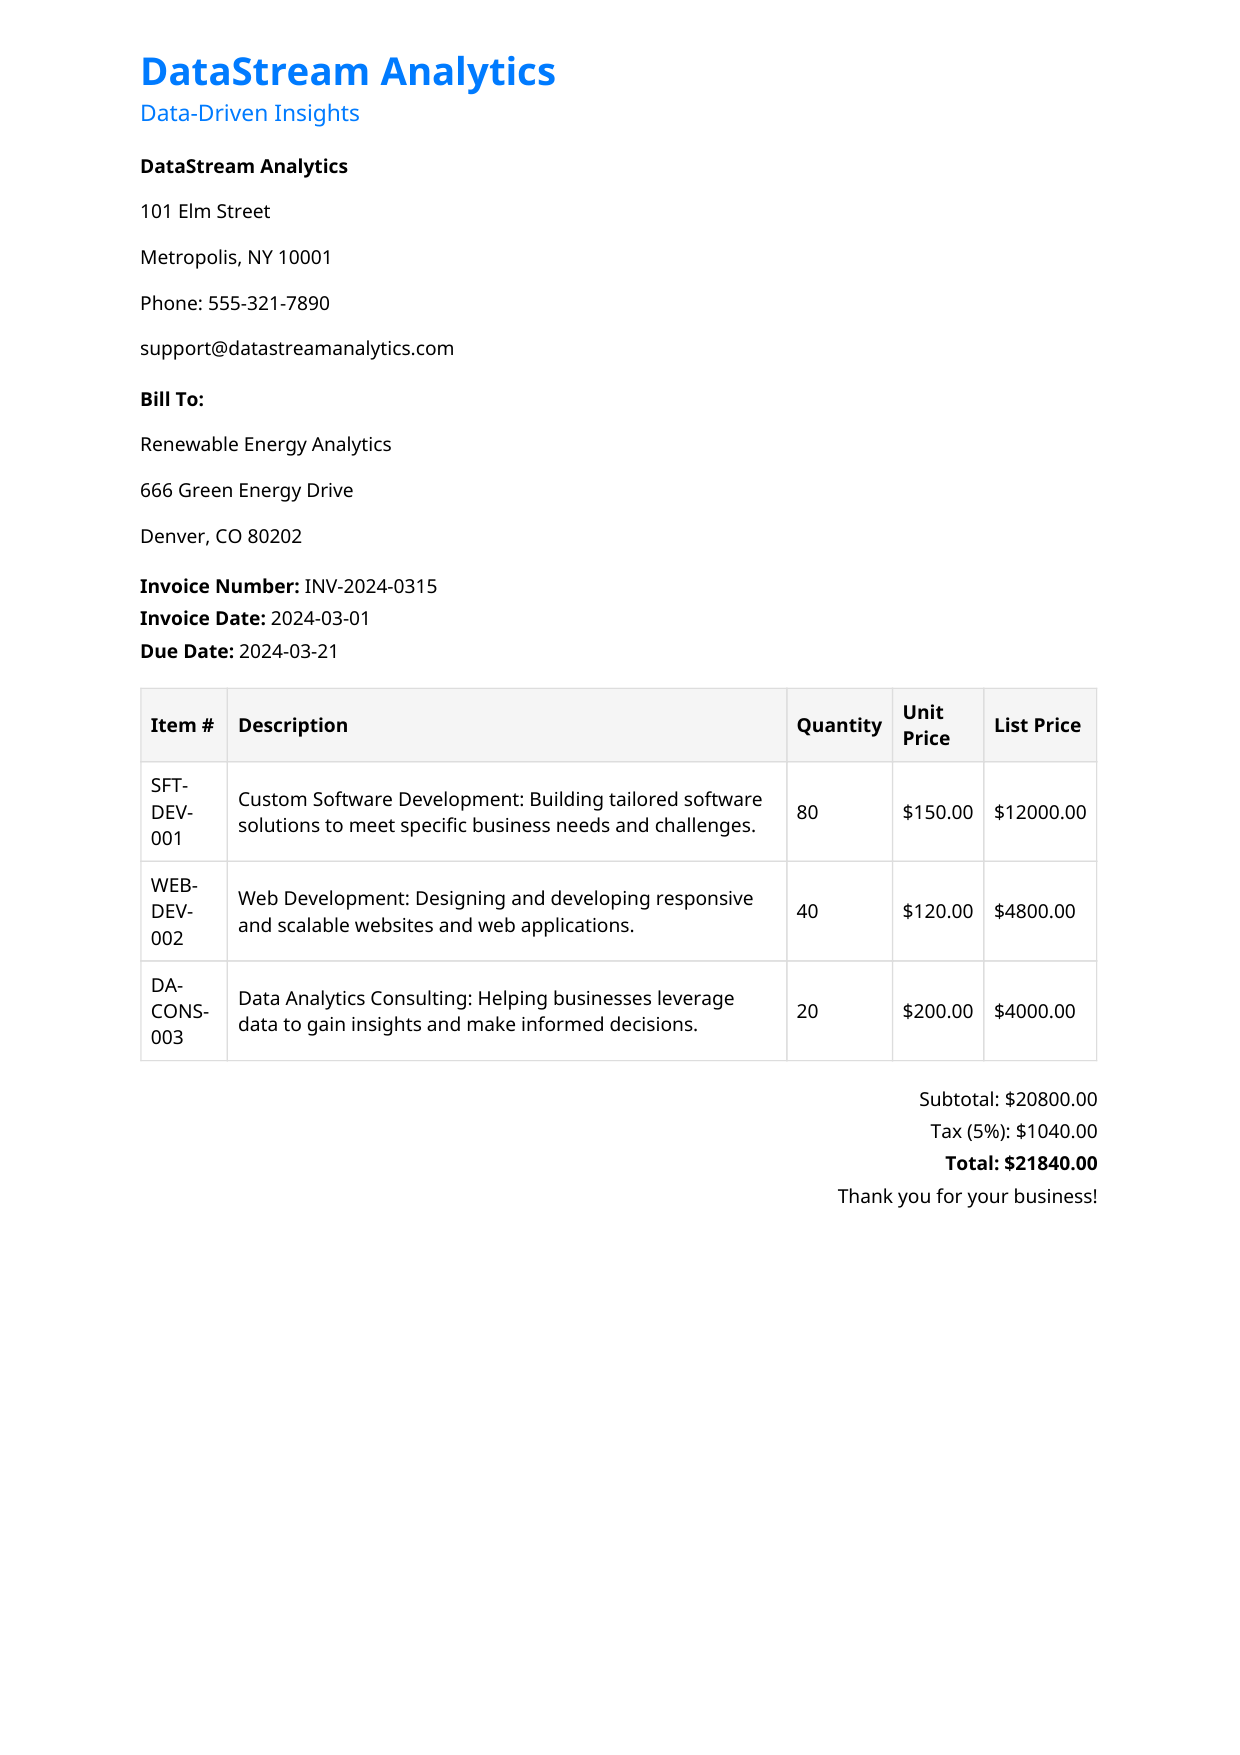 DataStream Analytics
Data-Driven Insights
DataStream Analytics
101 Elm Street
Metropolis, NY 10001
Phone: 555-321-7890
support@datastreamanalytics.com
Bill To:
Renewable Energy Analytics
666 Green Energy Drive
Denver, CO 80202
Invoice Number: INV-2024-0315
Invoice Date: 2024-03-01
Due Date: 2024-03-21
Item # Description Quantity Unit Price List Price
SFT-
DEV-
001
Custom Software Development: Building tailored software
solutions to meet specific business needs and challenges.
80 $150.00 $12000.00
WEB-
DEV-
002
Web Development: Designing and developing responsive
and scalable websites and web applications.
40 $120.00 $4800.00
DA-
CONS-
003
Data Analytics Consulting: Helping businesses leverage
data to gain insights and make informed decisions.
20 $200.00 $4000.00
Subtotal: $20800.00
Tax (5%): $1040.00
Total: $21840.00
Thank you for your business!